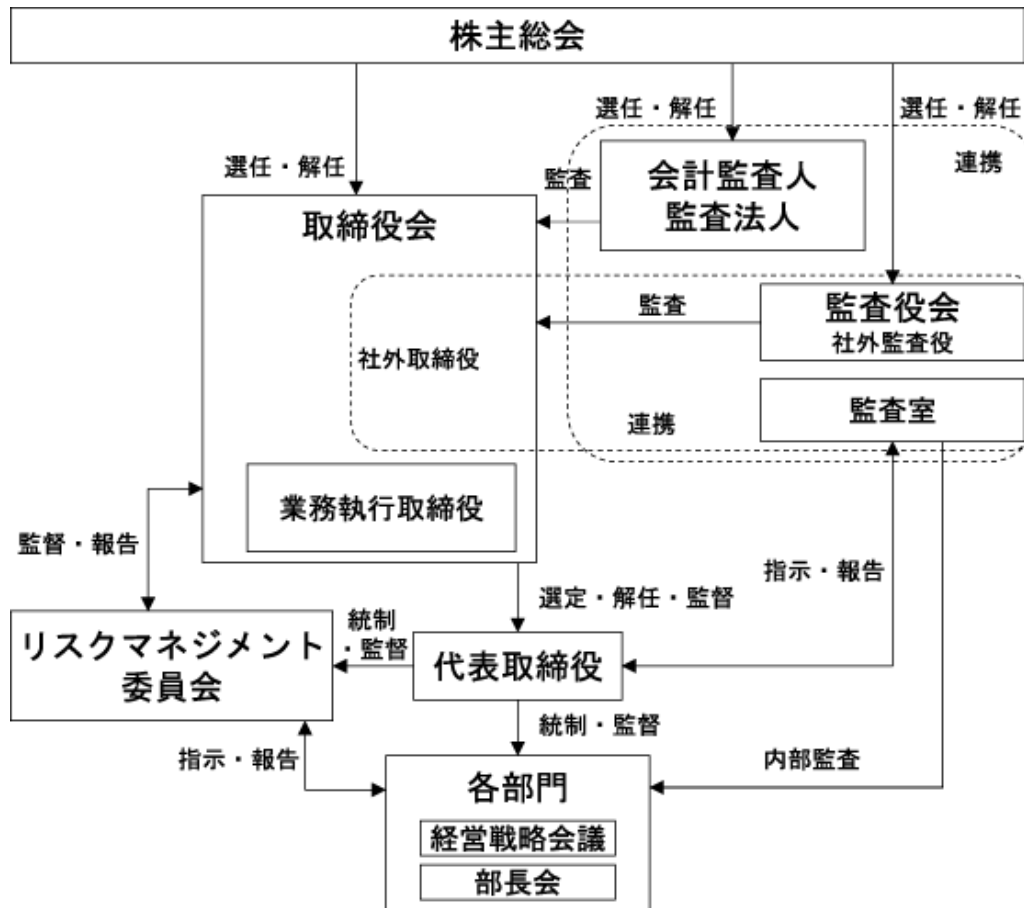 株主総会
選任・解任
選任・解任
選任・解任
連携
会計監査人
監査法人
監査
取締役会
監査役会
社外監査役
監査
社外取締役
監査室
連携
業務執行取締役
監督・報告
指示・報告
選定・解任・監督
統制
・監督
リスクマネジメント
委員会
代表取締役
統制・監督
指示・報告
内部監査
各部門
経営戦略会議
部長会